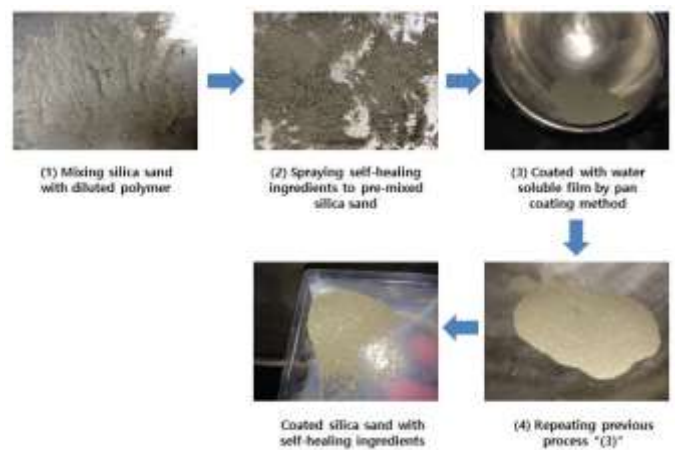 (1) Mixing silica sand
with diluted polymer
(2) Spraying self-healing
ingredients to pre-mixed
silica sand
(3) Coated with water
soluble film by pan
coating method
(4) Repeating previous
process "(3)"
Coated silica sand with
self-healing ingredients